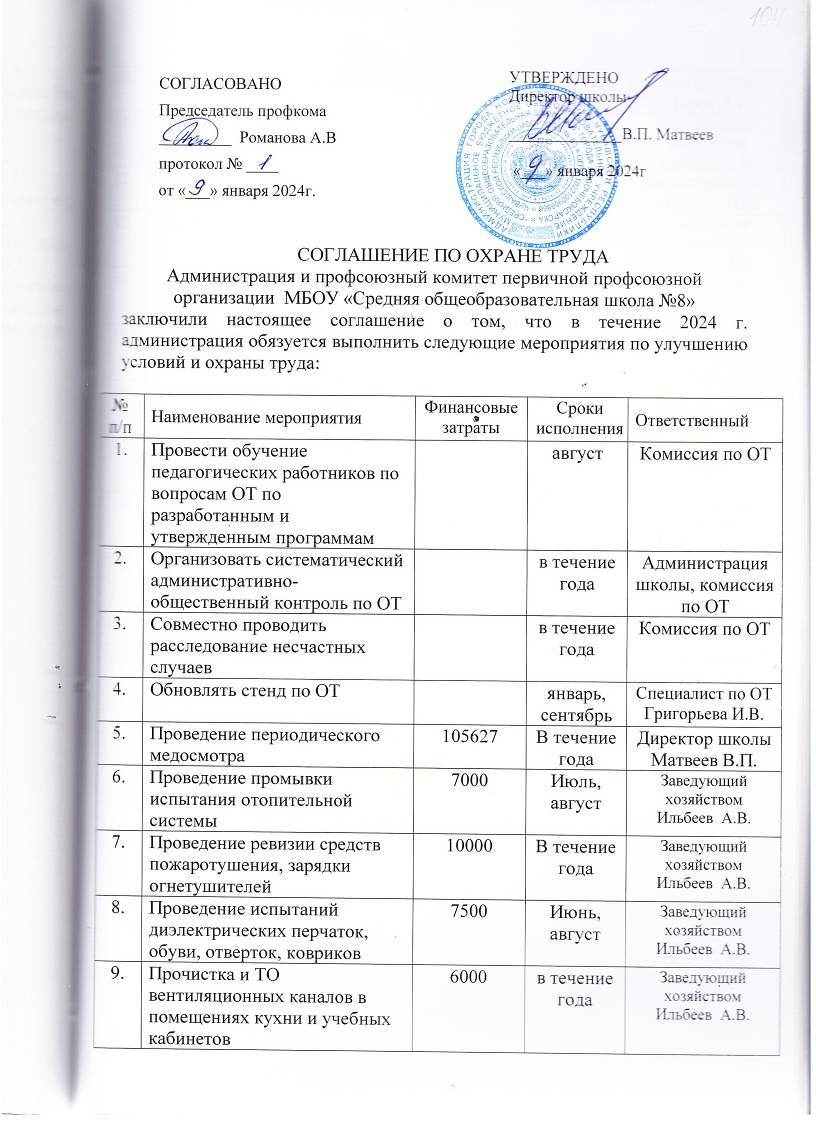 104
СОГЛАСОВАНО
Председатель профкома
Романова А.В
протокол № 1
от «9» января 2024г.
УТВЕРЖДЕНО
Директор школы
В.П. Матвеев
«9» января 2024г
СОГЛАШЕНИЕ ПО ОХРАНЕ ТРУДА
Администрация и профсоюзный комитет первичной профсоюзной
организации МБОУ «Средняя общеобразовательная школа №8»
заключили настоящее соглашение о том, что в течение 2024 г.
администрация обязуется выполнить следующие мероприятия по улучшению
условий и охраны труда:
№
п/п
Наименование мероприятия
Финансовые
затраты
Сроки
исполнения
Ответственный
1.
Провести обучение
педагогических работников по
вопросам ОТ по
разработанным и
утвержденным программам
август
Комиссия по ОТ
2.
Организовать систематический
административно-
общественный контроль по ОТ
в течение
года
Администрация
школы, комиссия
по ОТ
3.
Совместно проводить
расследование несчастных
случаев
в течение
года
Комиссия по ОТ
4.
Обновлять стенд по ОТ
январь,
сентябрь
Специалист по ОТ
Григорьева И.В.
5.
Проведение периодического
медосмотра
105627
В течение
года
Директор школы
Матвеев В.П.
6.
Проведение промывки
испытания отопительной
системы
7000
Июль,
август
Заведующий
хозяйством
Ильбеев А.В.
7.
Проведение ревизии средств
пожаротушения, зарядки
огнетушителей
10000
В течение
года
Заведующий
хозяйством
Ильбеев А.В.
8.
Проведение испытаний
диэлектрических перчаток,
обуви, отверток, ковриков
7500
Июнь,
август
Заведующий
хозяйством
Ильбеев А.В.
9.
Прочистка и ТО
вентиляционных каналов в
помещениях кухни и учебных
кабинетов
6000
в течение
года
Заведующий
хозяйством
Ильбеев А.В.